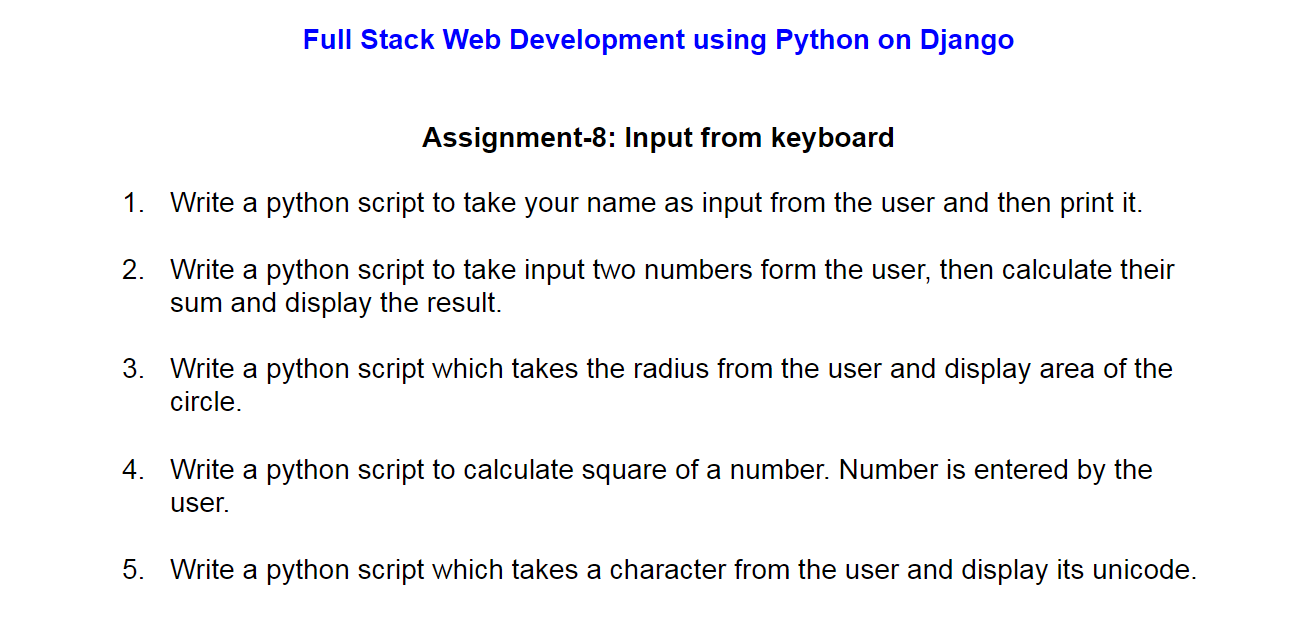 Full Stack Web Development using Python on Django
Assignment-8: Input from keyboard
1. Write a python script to take your name as input from the user and then print it.
2. Write a python script to take input two numbers form the user, then calculate their
sum and display the result.
3. Write a python script which takes the radius from the user and display area of the
circle.
4. Write a python script to calculate square of a number. Number is entered by the
user.
5. Write a python script which takes a character from the user and display its unicode.